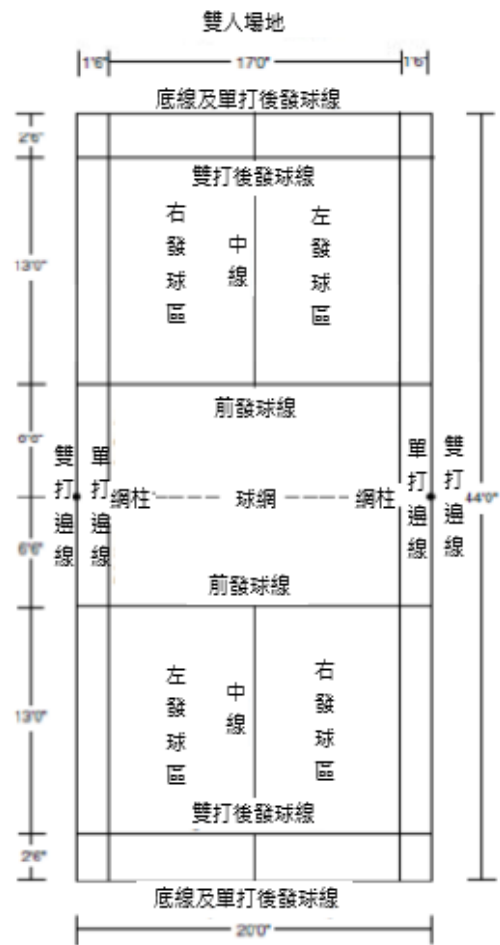 雙人場地
1'6" 17'0" 1'6"
底線及單打後發球線
2'6"
雙打後發球線
右發球區
中線
左發球區
13'0"
前發球線
6'6"
雙打邊線
單打邊線
網柱
球網
網柱
單打邊線
雙打邊線
44'0"
6'6"
前發球線
左發球區
中線
右發球區
13'0"
雙打後發球線
2'6"
底線及單打後發球線
20'0"